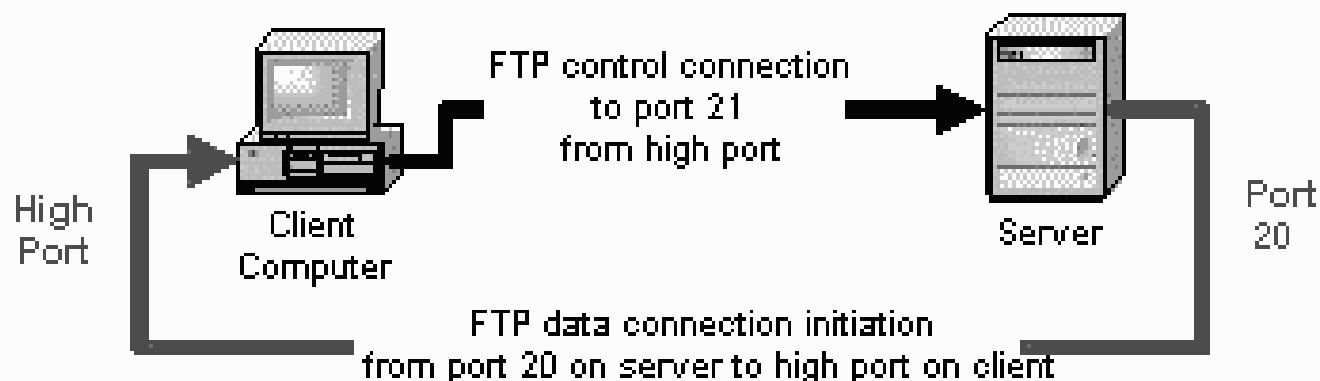 FTP control connection
to port 21
from high port
High
Port
Client
Computer
Server
Port
20
FTP data connection initiation
from port 20 on server to high port on client